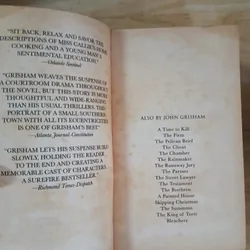 "SIT BACK, RELAX AND SAVOR THE
DESCRIPTIONS OF MISS CALLIE'S HOME
COOKING AND A YOUNG MAN'S
SENTIMENTAL EDUCATION."
—Orlando Sentinel
"GRISHAM WEAVES THE SUSPENSE OF
A COURTROOM DRAMA THROUGHOUT
THE NOVEL, BUT THIS STORY IS MORE
THOUGHTFUL AND WIDE-RANGING
THAN HIS USUAL THRILLERS. THE
PORTRAIT OF A SMALL SOUTHERN
TOWN WITH ALL ITS ECCENTRICITIES
IS ONE OF GRISHAM'S BEST."
—Atlanta Journal-Constitution
"GRISHAM LETS HIS SUSPENSE BUILD
SLOWLY, HOLDING THE READER
TO THE END AND CREATING A
MEMORABLE CAST OF CHARACTERS.
A SUREFIRE BESTSELLER."
—Richmond Times-Dispatch
ALSO BY JOHN GRISHAM
A Time to Kill
The Firm
The Pelican Brief
The Client
The Chamber
The Rainmaker
The Runaway Jury
The Partner
The Street Lawyer
The Testament
The Brethren
A Painted House
Skipping Christmas
The Summons
The King of Torts
Bleachers